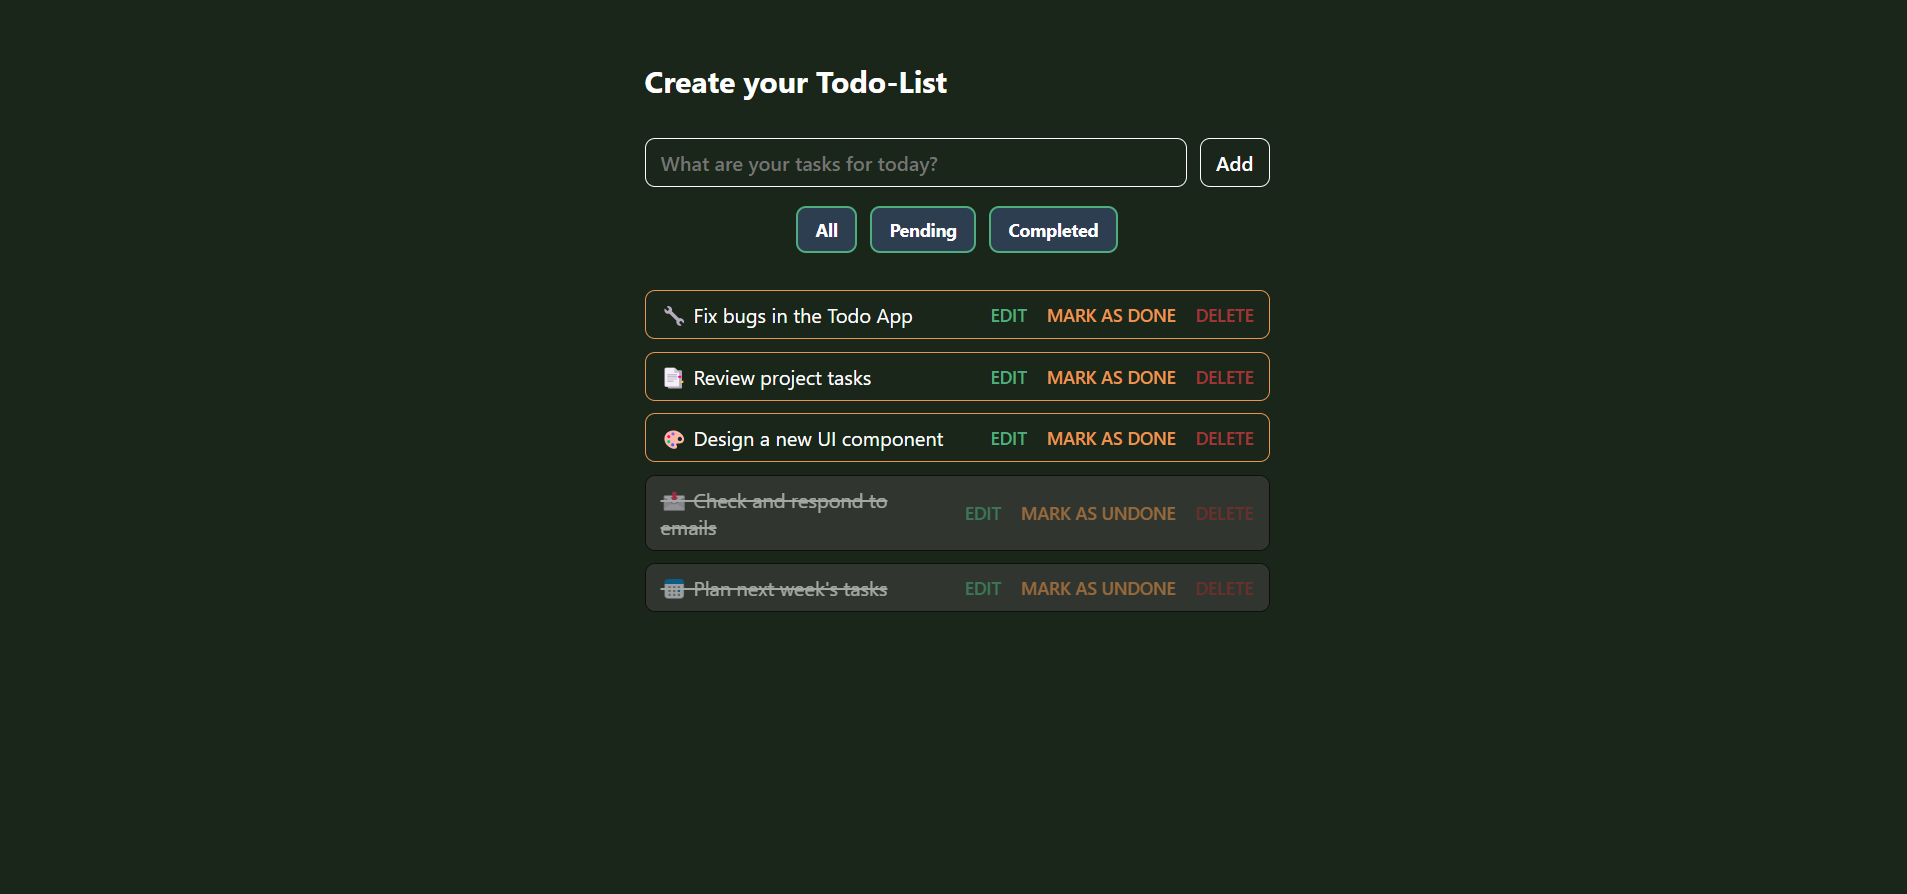 Create your Todo-List
What are your tasks for today? Add
All Pending Completed
🔧 Fix bugs in the Todo App EDIT MARK AS DONE DELETE
📑 Review project tasks EDIT MARK AS DONE DELETE
🎨 Design a new UI component EDIT MARK AS DONE DELETE
📩 Check and respond to
emails EDIT MARK AS UNDONE DELETE
📅 Plan next week's tasks EDIT MARK AS UNDONE DELETE